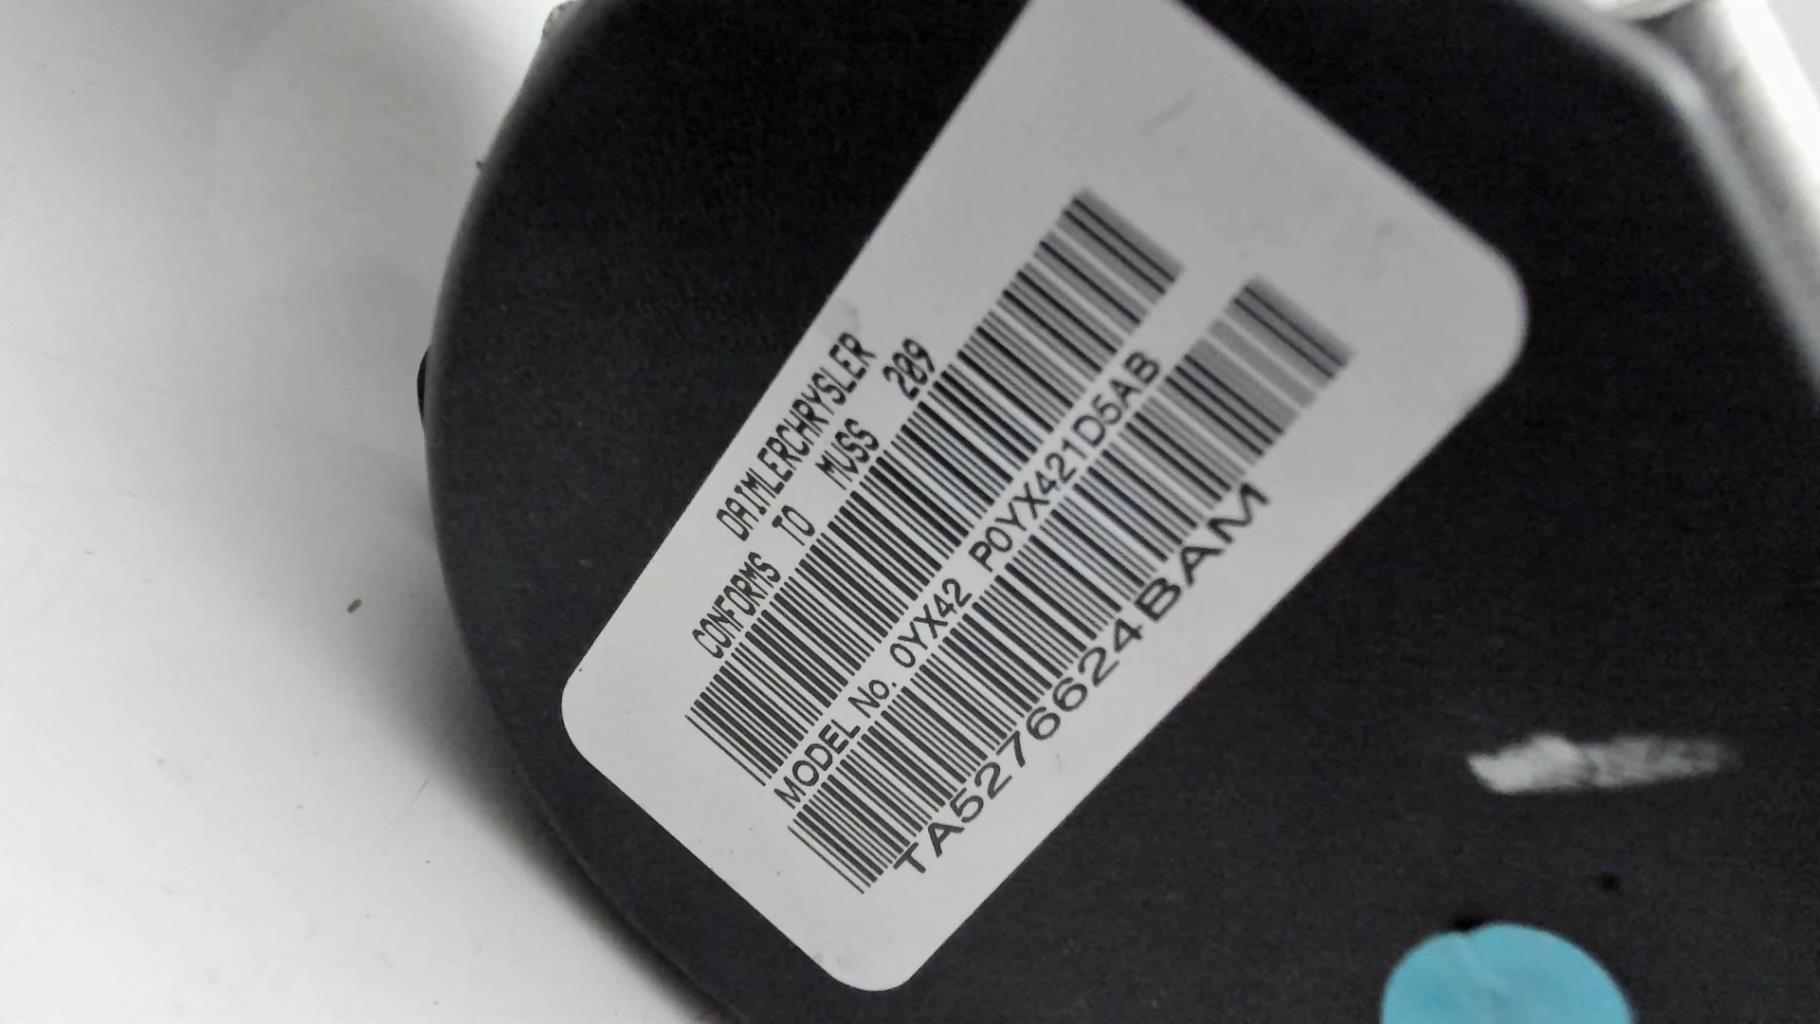 DAIMLERCHRYSLER
CONFORMS TO MVSS 209
MODEL No. 0YX42 P0YX421D5AB
TA5276624BAM